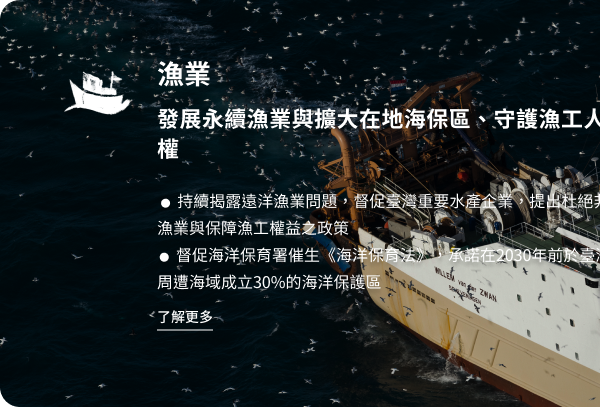 漁業
發展永續漁業與擴大在地海保區、守護漁工人
權
● 持續揭露遠洋漁業問題，督促臺灣重要水產企業，提出杜絕
漁業與保障漁工權益之政策
● 督促海洋保育署催生《海洋保育法》，承諾在2030年前於臺
周遭海域成立30%的海洋保護區
了解更多
WILLEM VAN DER ZWAN
SCHEVENINGEN